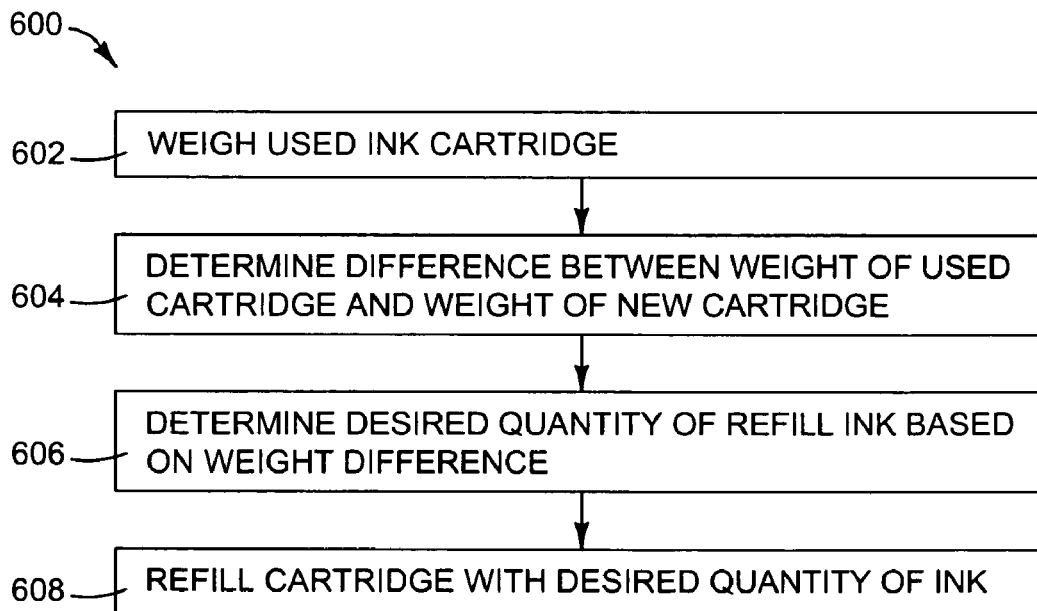 600
602
WEIGH USED INK CARTRIDGE
604
DETERMINE DIFFERENCE BETWEEN WEIGHT OF USED
CARTRIDGE AND WEIGHT OF NEW CARTRIDGE
606
DETERMINE DESIRED QUANTITY OF REFILL INK BASED
ON WEIGHT DIFFERENCE
608
REFILL CARTRIDGE WITH DESIRED QUANTITY OF INK